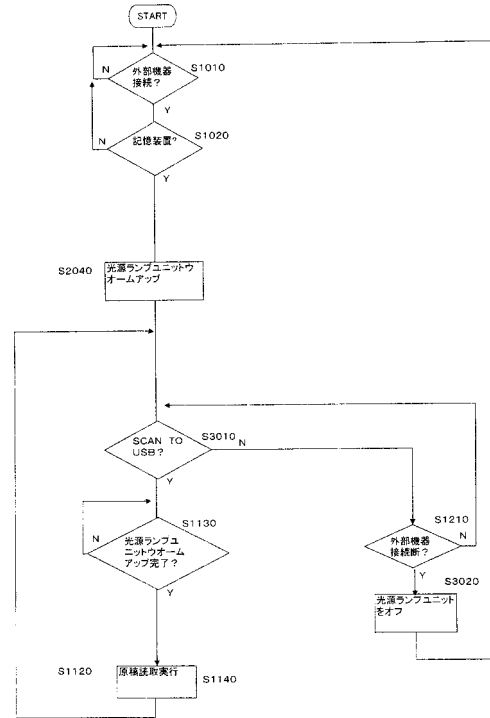 START
外部機器
接続?
S1010
N
Y
記憶装置?
S1020
N
Y
S2040
光源ランプユニットウ
オームアップ
SCAN TO
USB?
S3010
N
Y
光源ランプユ
ニットウオーム
アップ完了?
S1130
N
Y
外部機器
接続断?
S1210
N
Y
S3020
光源ランプユニット
をオフ
S1120
原稿読取実行
S1140